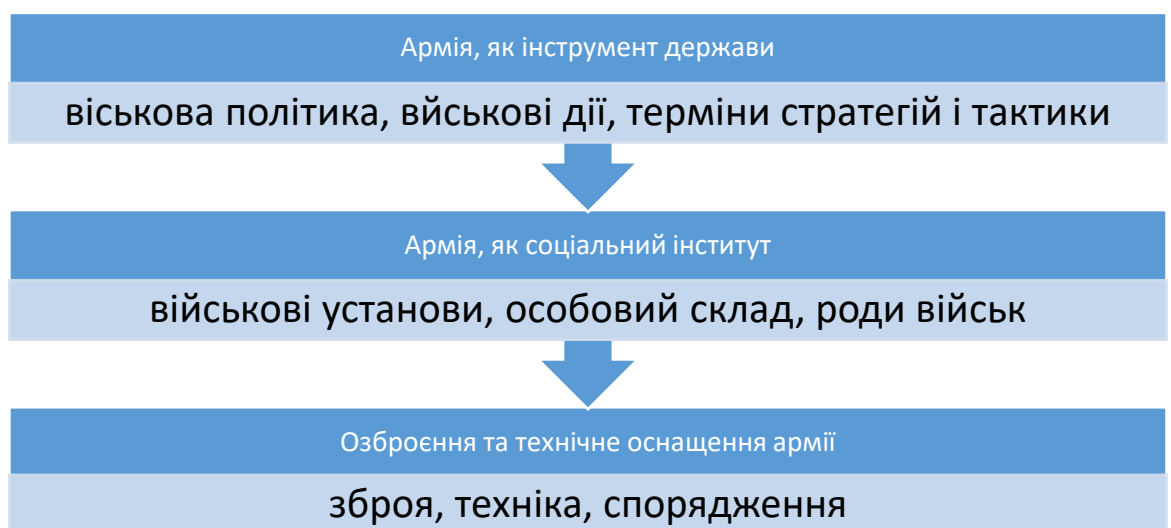 Армія, як інструмент держави
віськова політика, вйськові дії, терміни стратегій і тактики
Армія, як соціальний інститут
військові установи, особовий склад, роди військ
Озброєння та технічне оснащення армії
зброя, техніка, спорядження